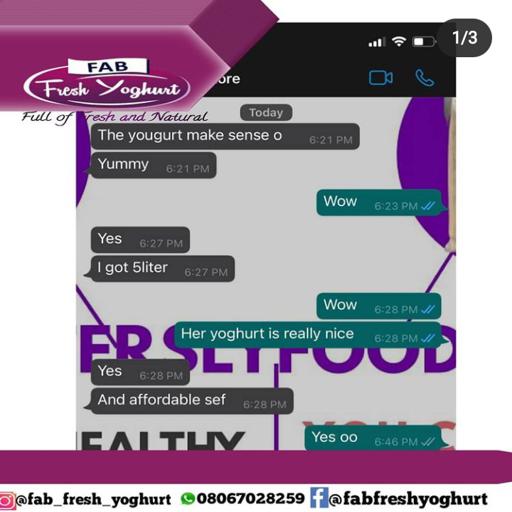 1/3
FAB
Fresh Yoghurt
Full of Fresh and Natural
ore
Today
The yougurt make sense o 6:21 PM
Yummy 6:21 PM
Wow 6:23 PM
Yes 6:27 PM
I got 5liter 6:27 PM
Wow 6:28 PM
Her yoghurt is really nice 6:28 PM
ERSLYFOOD
Yes 6:28 PM
And affordable sef 6:28 PM
EALTHY
Yes oo 6:46 PM
@fab_fresh_yoghurt 08067028259 @fabfreshyoghurt